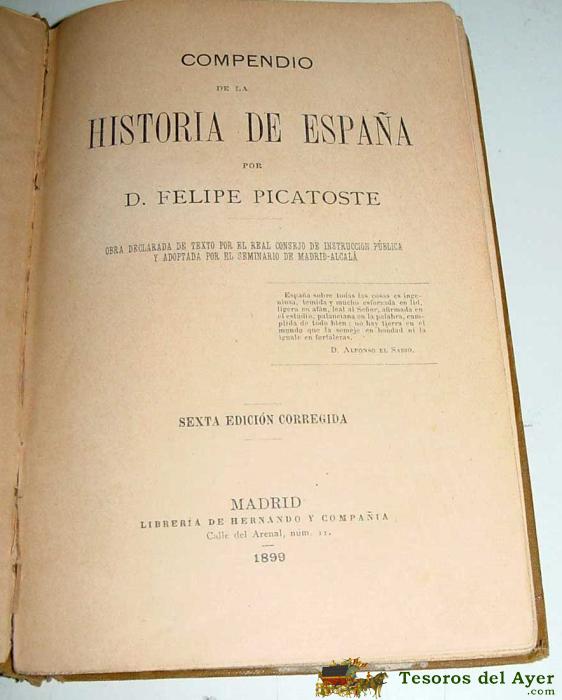 COMPENDIO
DE LA
HISTORIA DE ESPAÑA
POR
D. FELIPE PICATOSTE
OBRA DECLARADA DE TEXTO POR EL REAL CONSEJO DE INSTRUCCION PÚBLICA
Y ADOPTADA POR EL SEMINARIO DE MADRID-ALCALÁ
España sobre todas las cosas es inge-
niosa, temida y mucho esforzada en lid,
ligera en afán, leal al Señor, afirmada en
el estudio, palanciana en la palabra, cum-
plida de todo bien; no hay tierra en el
mundo que la semeje en bondad ni la
iguale en fortalezas.
D. ALFONSO EL SABIO.
SEXTA EDICIÓN CORREGIDA
MADRID
LIBRERÍA DE HERNANDO Y COMPAÑÍA
Calle del Arenal, núm. 11.
1899
Tesoros del Ayer
.com